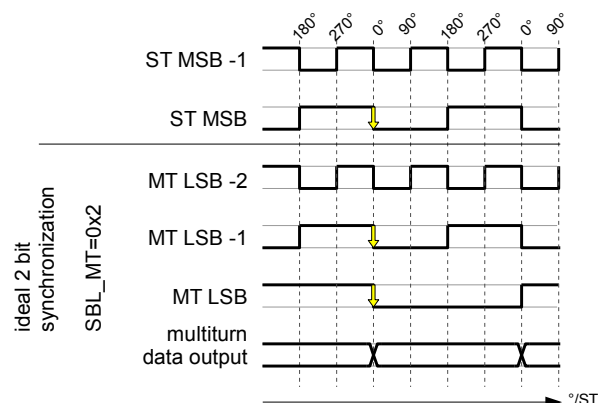 180° 270° 0° 90° 180° 270° 0° 90°
ST MSB -1
ST MSB
MT LSB -2
MT LSB -1
MT LSB
multiturn
data output
ideal 2 bit
synchronization
SBL_MT=0x2
°/ST